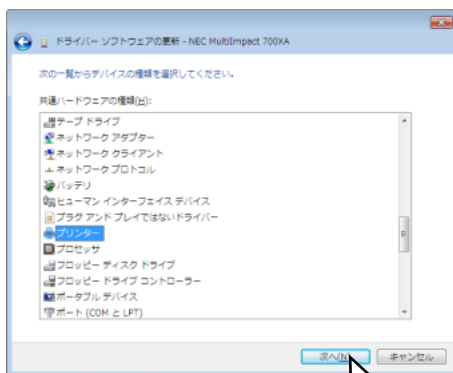 ドライバー ソフトウェアの更新 - NEC MultiImpact 700XA
次の一覧からデバイスの種類を選択してください。
共通ハードウェアの種類(H):
テープ ドライブ
ネットワーク アダプター
ネットワーク クライアント
ネットワーク プロトコル
バッテリ
ヒューマン インターフェイス デバイス
プラグ アンド プレイではないドライバー
プリンター
プロセッサ
フロッピー ディスク ドライブ
フロッピー ドライブ コントローラー
ポータブル デバイス
ポート (COM と LPT)
次へ(N)
キャンセル